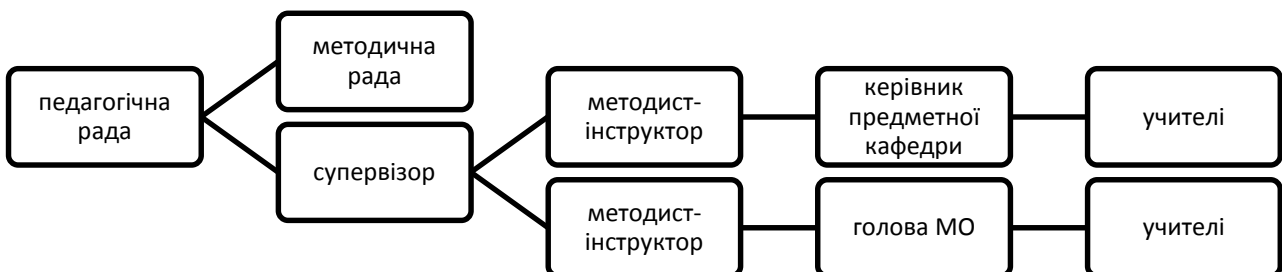 педагогічна
рада
методична
рада
супервізор
методист-
інструктор
керівник
предметної
кафедри
учителі
методист-
інструктор
голова МО
учителі